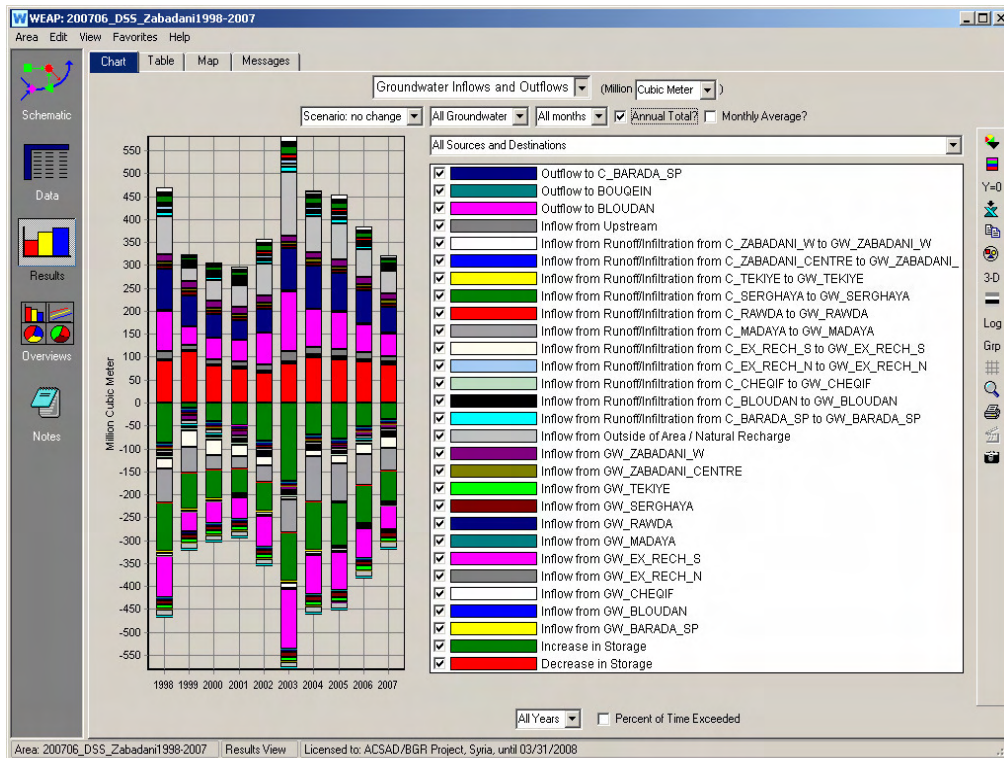 WEAP: 200706_DSS_Zabadani1998-2007
Area Edit View Favorites Help
Chart Table Map Messages
Groundwater Inflows and Outflows (Million Cubic Meter )
Scenario: no change All Groundwater All months Annual Total? Monthly Average?
All Sources and Destinations
Schematic
Data
Results
Overviews
Notes
Million Cubic Meter
550
500
450
400
350
300
250
200
150
100
50
0
-50
-100
-150
-200
-250
-300
-350
-400
-450
-500
-550
1998 1999 2000 2001 2002 2003 2004 2005 2006 2007
Outflow to C_BARADA_SP
Outflow to BOUQEIN
Outflow to BLOUDAN
Inflow from Upstream
Inflow from Runoff/Infiltration from C_ZABADANI_W to GW_ZABADANI_W
Inflow from Runoff/Infiltration from C_ZABADANI_CENTRE to GW_ZABADANI_
Inflow from Runoff/Infiltration from C_TEKIYE to GW_TEKIYE
Inflow from Runoff/Infiltration from C_SERGHAYA to GW_SERGHAYA
Inflow from Runoff/Infiltration from C_RAWDA to GW_RAWDA
Inflow from Runoff/Infiltration from C_MADAYA to GW_MADAYA
Inflow from Runoff/Infiltration from C_EX_RECH_S to GW_EX_RECH_S
Inflow from Runoff/Infiltration from C_EX_RECH_N to GW_EX_RECH_N
Inflow from Runoff/Infiltration from C_CHEQIF to GW_CHEQIF
Inflow from Runoff/Infiltration from C_BLOUDAN to GW_BLOUDAN
Inflow from Runoff/Infiltration from C_BARADA_SP to GW_BARADA_SP
Inflow from Outside of Area / Natural Recharge
Inflow from GW_ZABADANI_W
Inflow from GW_ZABADANI_CENTRE
Inflow from GW_TEKIYE
Inflow from GW_SERGHAYA
Inflow from GW_RAWDA
Inflow from GW_MADAYA
Inflow from GW_EX_RECH_S
Inflow from GW_EX_RECH_N
Inflow from GW_CHEQIF
Inflow from GW_BLOUDAN
Inflow from GW_BARADA_SP
Increase in Storage
Decrease in Storage
Y=0
3-D
Log
Grp
All Years Percent of Time Exceeded
Area: 200706_DSS_Zabadani1998-2007 Results View Licensed to: ACSAD/BGR Project, Syria, until 03/31/2008